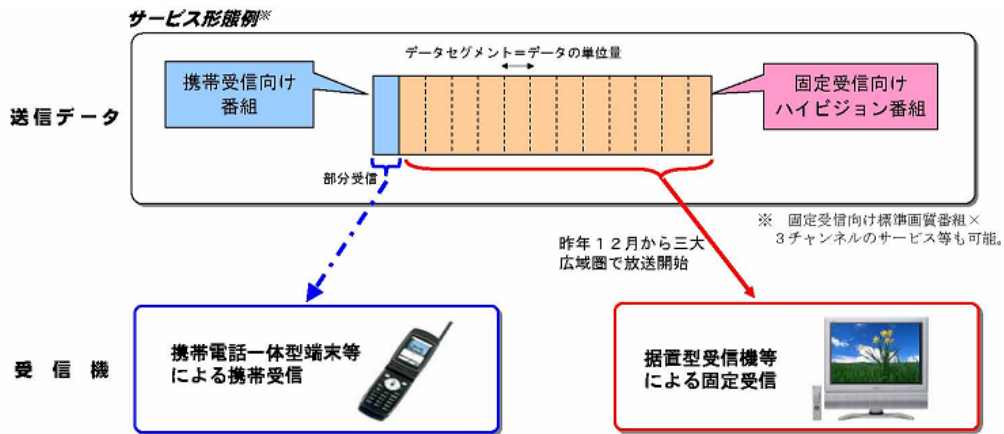 サービス形態例※
データセグメント＝データの単位量
携帯受信向け
番組
固定受信向け
ハイビジョン番組
送信データ
部分受信
※　固定受信向け標準画質番組×
３チャンネルのサービス等も可能。
昨年１２月から三大
広域圏で放送開始
受信機
携帯電話一体型端末等
による携帯受信
据置型受信機等
による固定受信